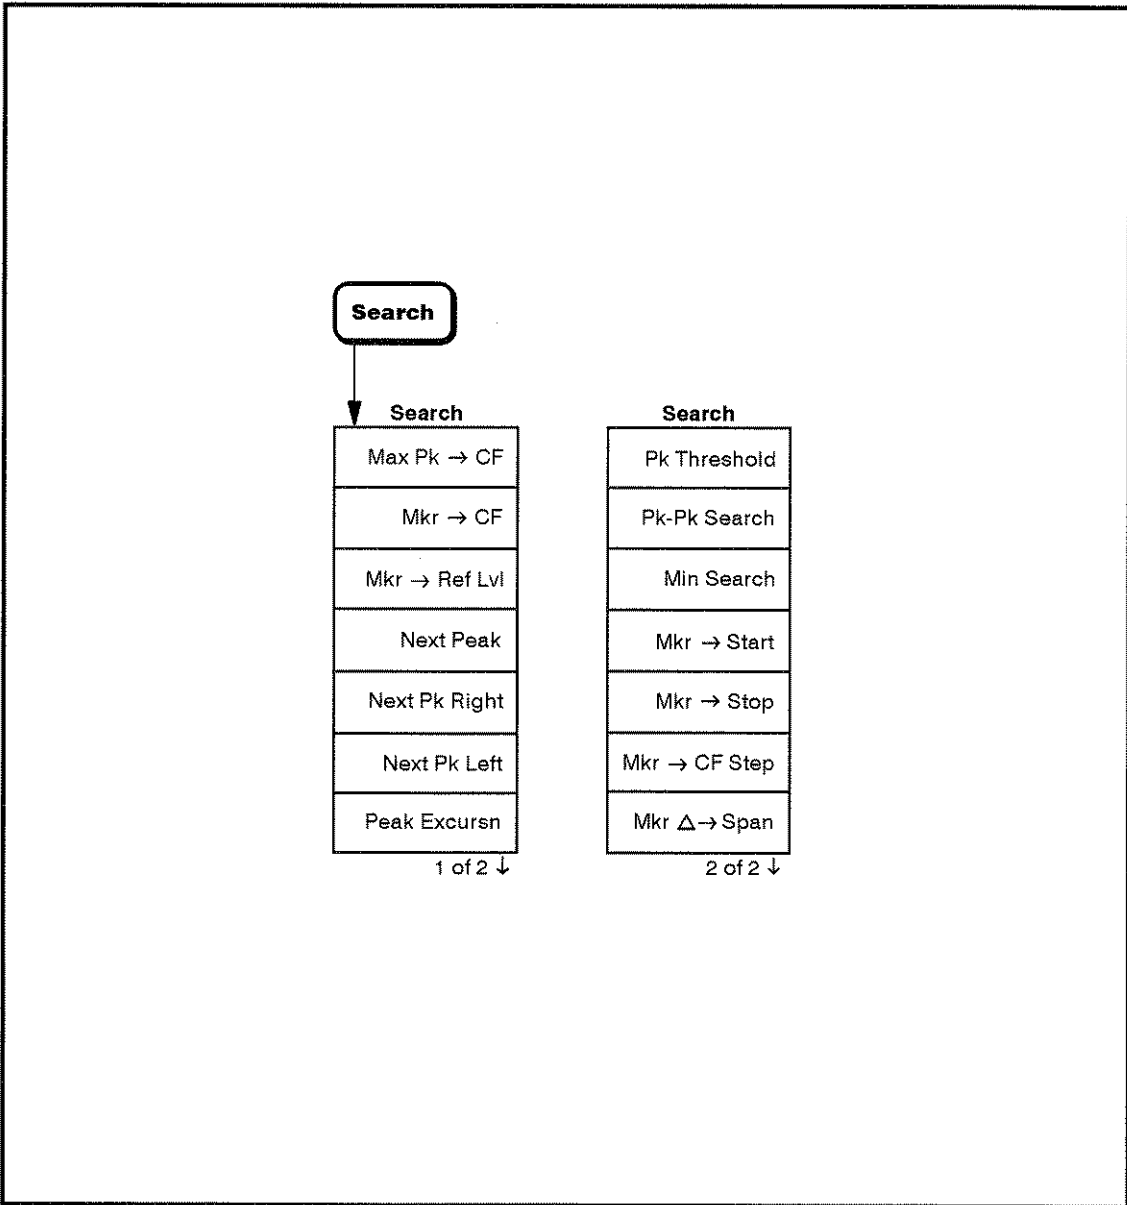 Search
Search
Max Pk → CF
Mkr → CF
Mkr → Ref Lvl
Next Peak
Next Pk Right
Next Pk Left
Peak Excursn
1 of 2 ↓
Search
Pk Threshold
Pk-Pk Search
Min Search
Mkr → Start
Mkr → Stop
Mkr → CF Step
Mkr Δ→ Span
2 of 2 ↓